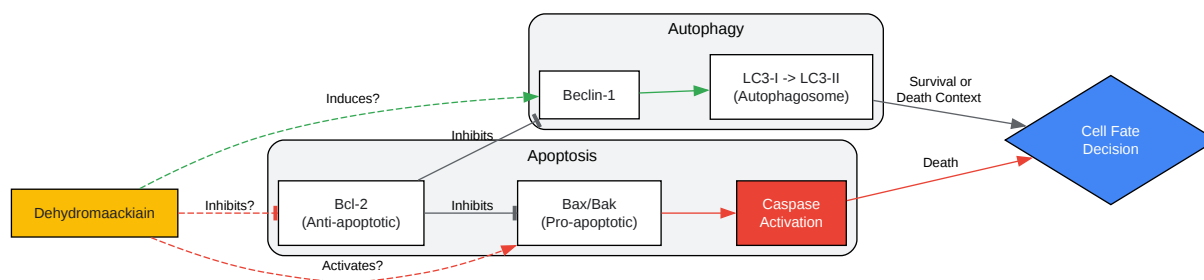 Autophagy
Beclin-1
LC3-I -> LC3-II
(Autophagosome)
Survival or
Death Context
Induces?
Inhibits
Cell Fate
Decision
Apoptosis
Death
Dehydromaackiain
Inhibits?
Bcl-2
(Anti-apoptotic)
Inhibits
Bax/Bak
(Pro-apoptotic)
Caspase
Activation
Activates?